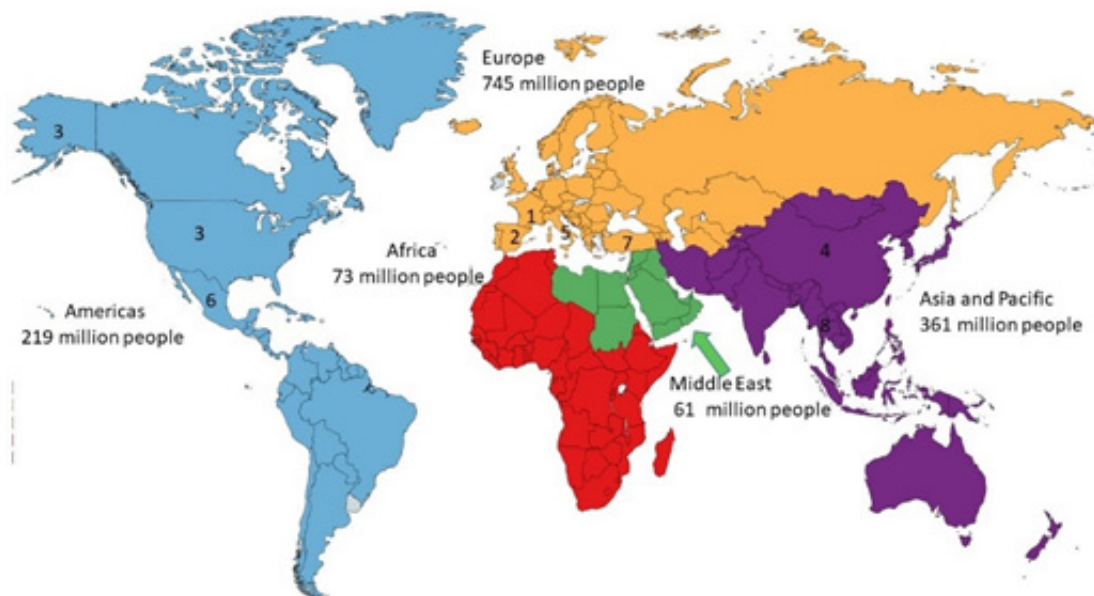 Europe
745 million people
3
3
1
2
5
7
4
Africa
73 million people
6
Americas
219 million people
Asia and Pacific
361 million people
8
Middle East
61 million people